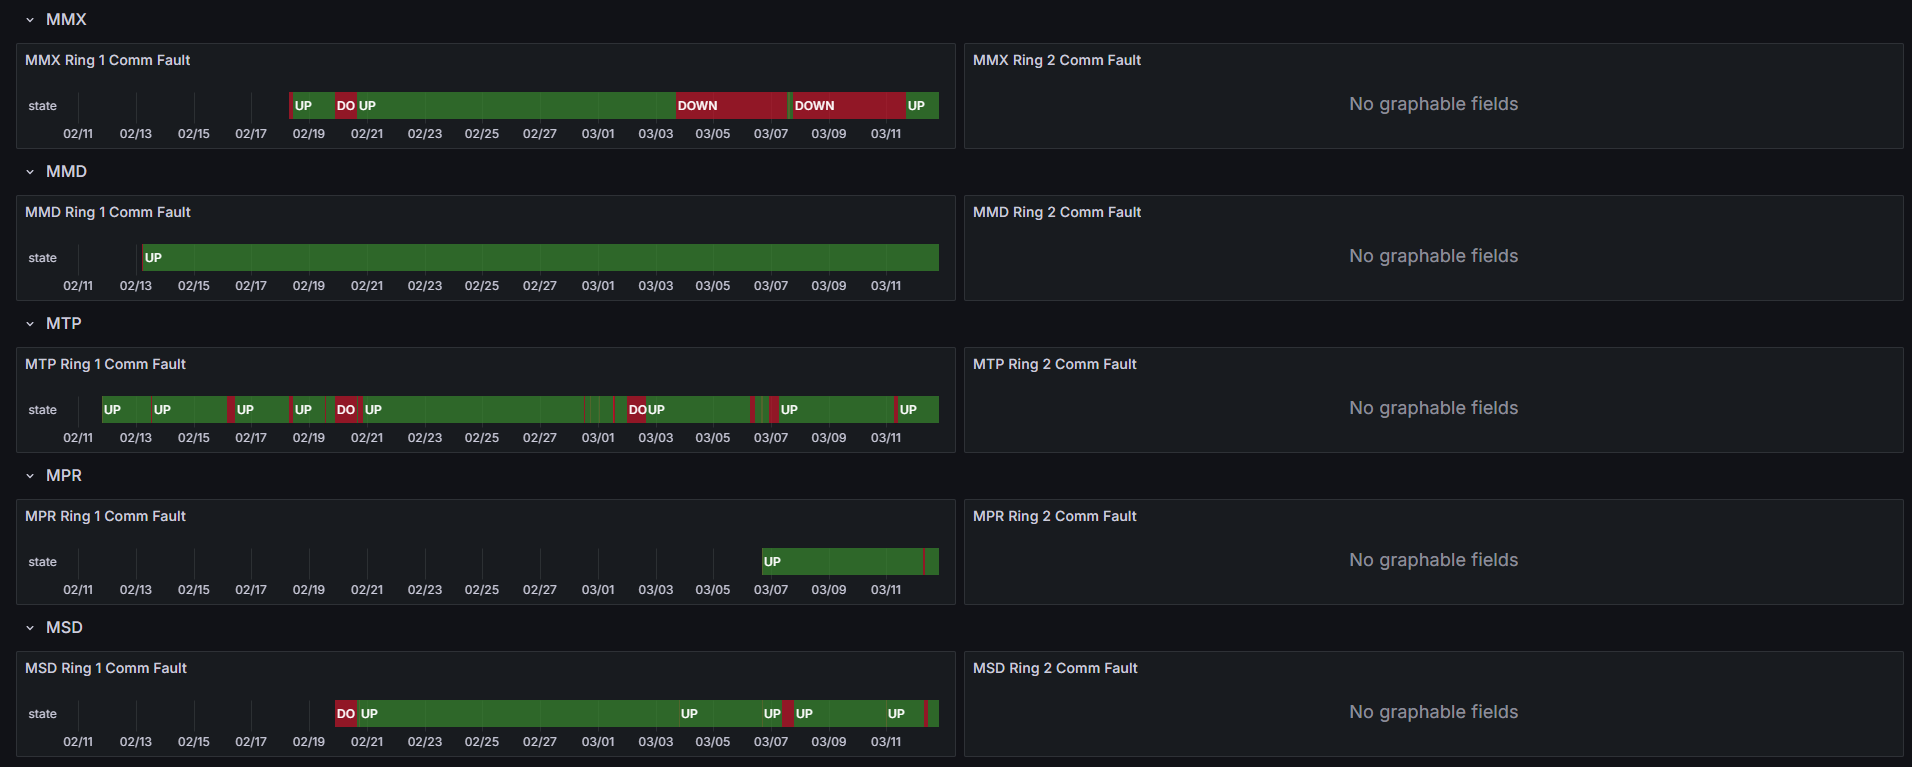 MMX
MMX Ring 1 Comm Fault
MMX Ring 2 Comm Fault
state UP DO UP DOWN DOWN UP
No graphable fields
02/11 02/13 02/15 02/17 02/19 02/21 02/23 02/25 02/27 03/01 03/03 03/05 03/07 03/09 03/11
MMD
MMD Ring 1 Comm Fault
MMD Ring 2 Comm Fault
state UP
No graphable fields
02/11 02/13 02/15 02/17 02/19 02/21 02/23 02/25 02/27 03/01 03/03 03/05 03/07 03/09 03/11
MTP
MTP Ring 1 Comm Fault
MTP Ring 2 Comm Fault
state UP UP UP UP DO UP DO UP UP UP
No graphable fields
02/11 02/13 02/15 02/17 02/19 02/21 02/23 02/25 02/27 03/01 03/03 03/05 03/07 03/09 03/11
MPR
MPR Ring 1 Comm Fault
MPR Ring 2 Comm Fault
state UP
No graphable fields
02/11 02/13 02/15 02/17 02/19 02/21 02/23 02/25 02/27 03/01 03/03 03/05 03/07 03/09 03/11
MSD
MSD Ring 1 Comm Fault
MSD Ring 2 Comm Fault
state DO UP UP UP UP UP
No graphable fields
02/11 02/13 02/15 02/17 02/19 02/21 02/23 02/25 02/27 03/01 03/03 03/05 03/07 03/09 03/11